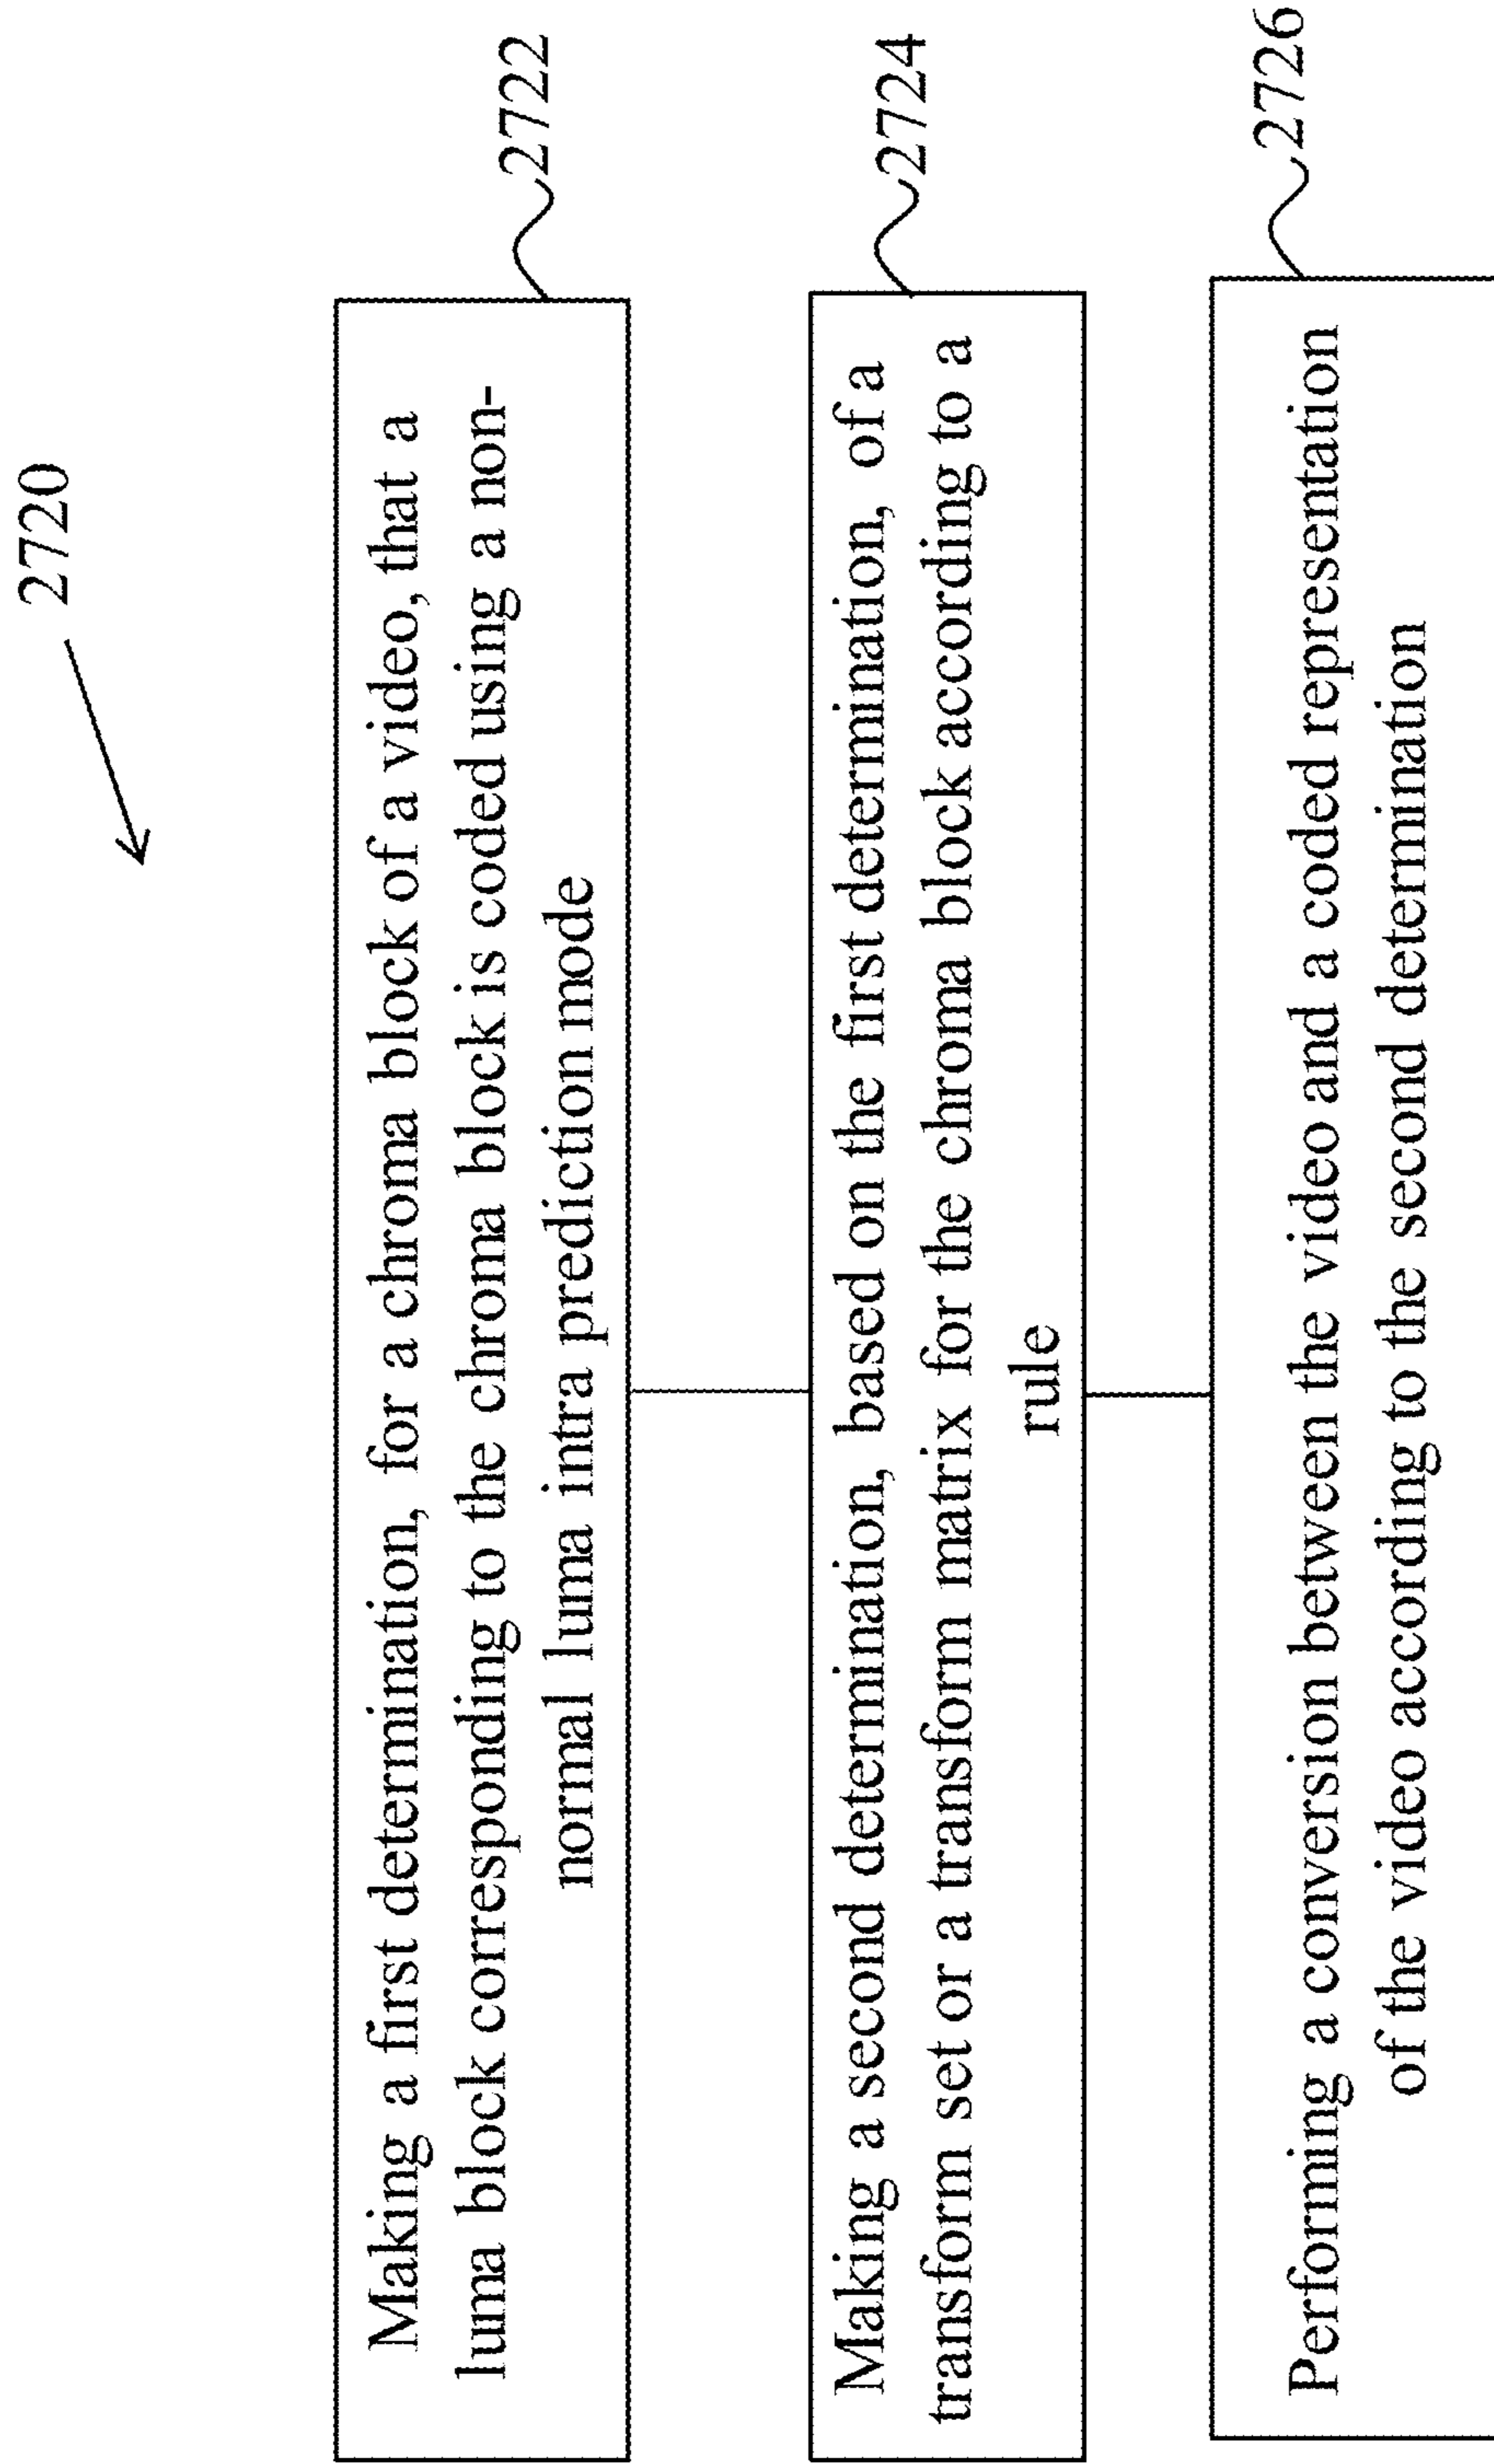 2720
Making a first determination, for a chroma block of a video, that a
luma block corresponding to the chroma block is coded using a non-
normal luma intra prediction mode
2722
Making a second determination, based on the first determination, of a
transform set or a transform matrix for the chroma block according to a
rule
2724
Performing a conversion between the video and a coded representation
of the video according to the second determination
2726